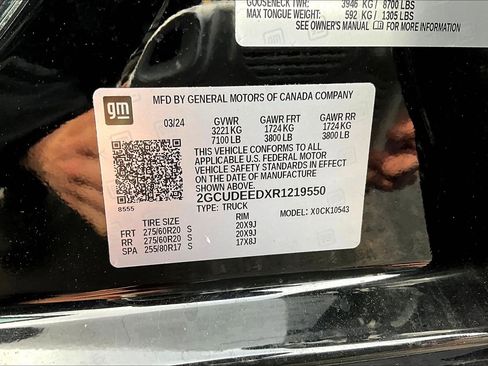 GOOSENECK TWR: 3946 KG / 8700 LBS
MAX TONGUE WEIGHT: 592 KG / 1305 LBS
SEE OWNER'S MANUAL gm FOR MORE INFORMATION.
gm
MFD BY GENERAL MOTORS OF CANADA COMPANY
03/24 GVWR GAWR FRT GAWR RR
3221 KG 1724 KG 1724 KG
7100 LB 3800 LB 3800 LB
THIS VEHICLE CONFORMS TO ALL
APPLICABLE U.S. FEDERAL MOTOR
VEHICLE SAFETY STANDARDS IN
EFFECT ON THE DATE OF MANUFACTURE
SHOWN ABOVE.
2GCUDEEDXR1219550
8555
TYPE: TRUCK MODEL: X0CK10543
TIRE SIZE RIM
FRT 275/60R20 S 20X9J
RR 275/60R20 S 20X9J
SPA 255/80R17 S 17X8J